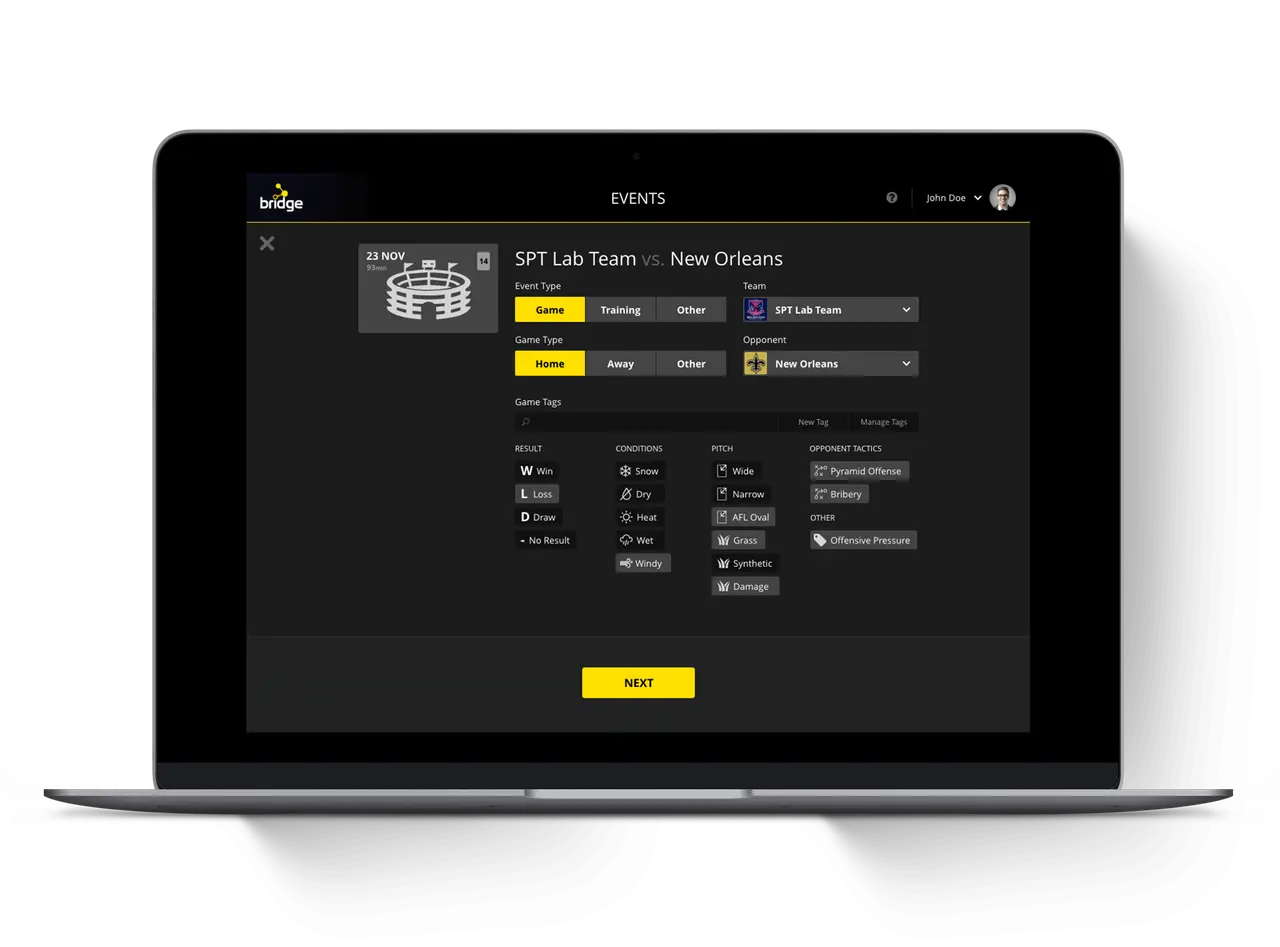 bridge
EVENTS
John Doe
23 NOV
93min
14
SPT Lab Team vs. New Orleans
Event Type
Team
Game Training Other
SPT Lab Team
Game Type
Opponent
Home Away Other
New Orleans
Game Tags
New Tag Manage Tags
RESULT
W Win
L Loss
D Draw
- No Result
CONDITIONS
Snow
Dry
Heat
Wet
Windy
PITCH
Wide
Narrow
AFL Oval
Grass
Synthetic
Damage
OPPONENT TACTICS
Pyramid Offense
Bribery
OTHER
Offensive Pressure
NEXT